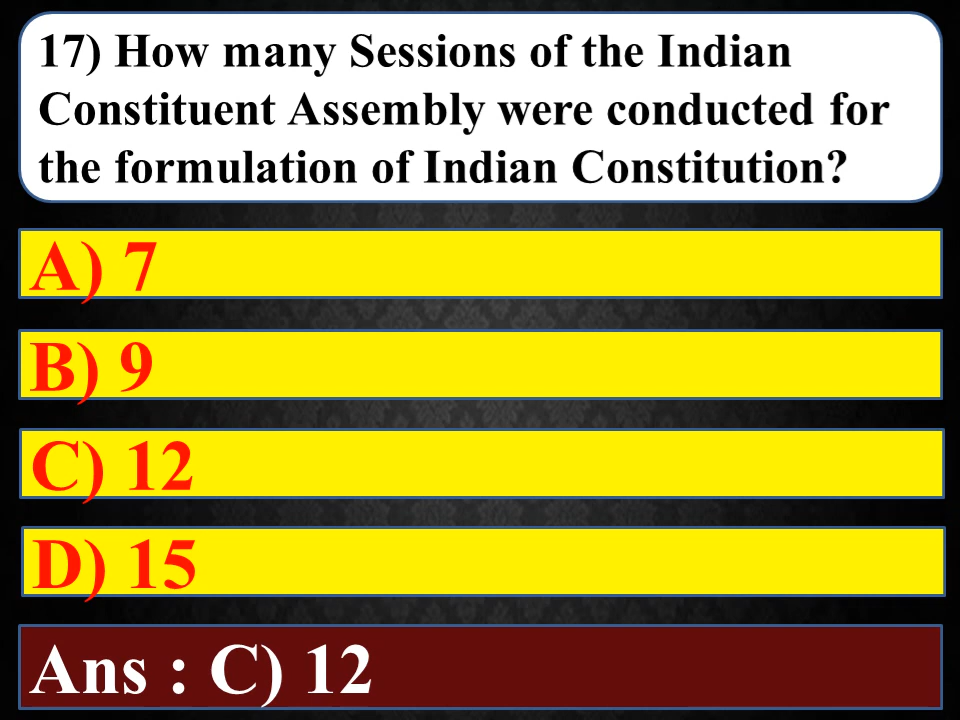 17) How many Sessions of the Indian
Constituent Assembly were conducted for
the formulation of Indian Constitution?
A) 7
B) 9
C) 12
D) 15
Ans : C) 12